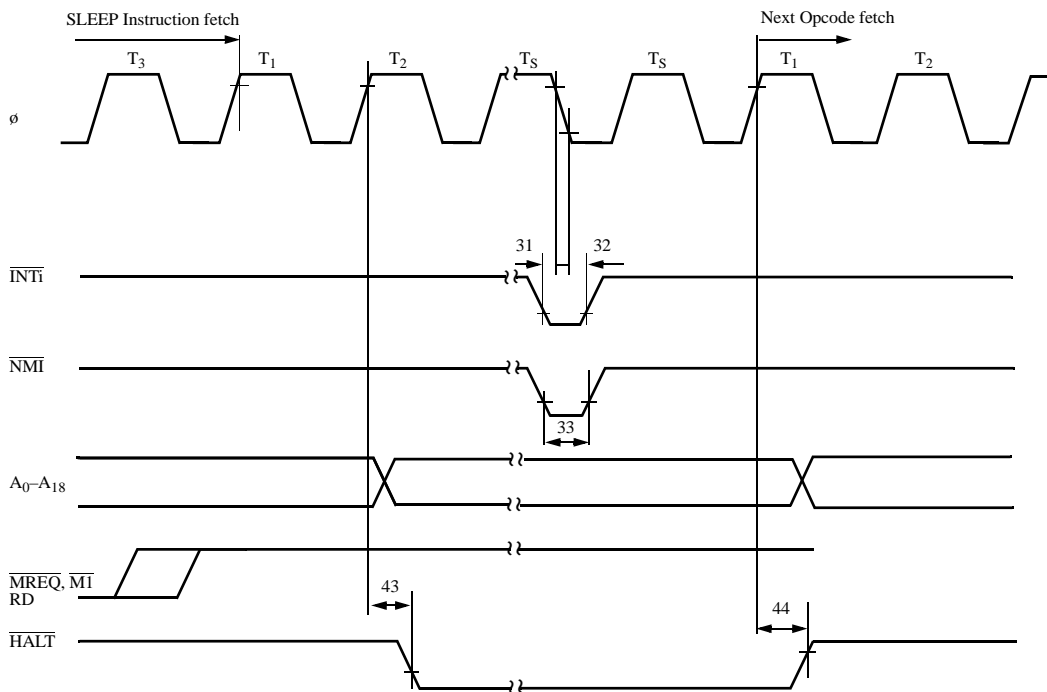 SLEEP Instruction fetch
Next Opcode fetch
T3 T1 T2 TS TS T1 T2
ø
31 32
INTi
NMI
33
A0–A18
MREQ, M1
RD
43
44
HALT